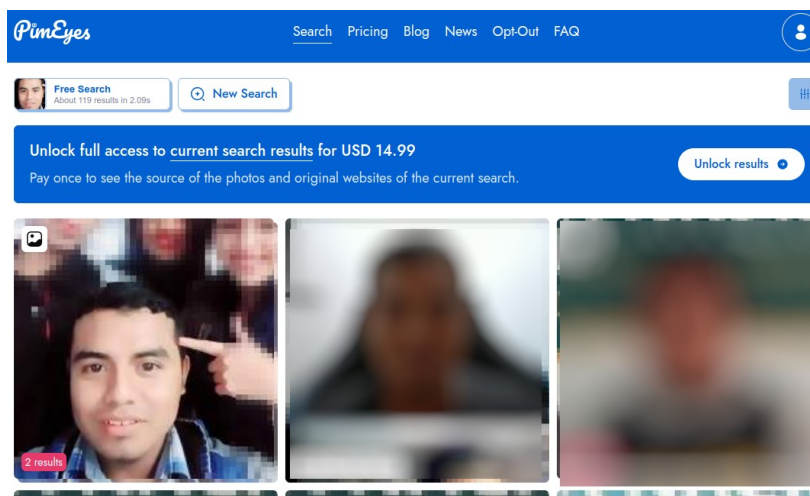 PimEyes
Search Pricing Blog News Opt-Out FAQ
Free Search
About 119 results in 2.09s
New Search
Unlock full access to current search results for USD 14.99
Pay once to see the source of the photos and original websites of the current search.
Unlock results
2 results